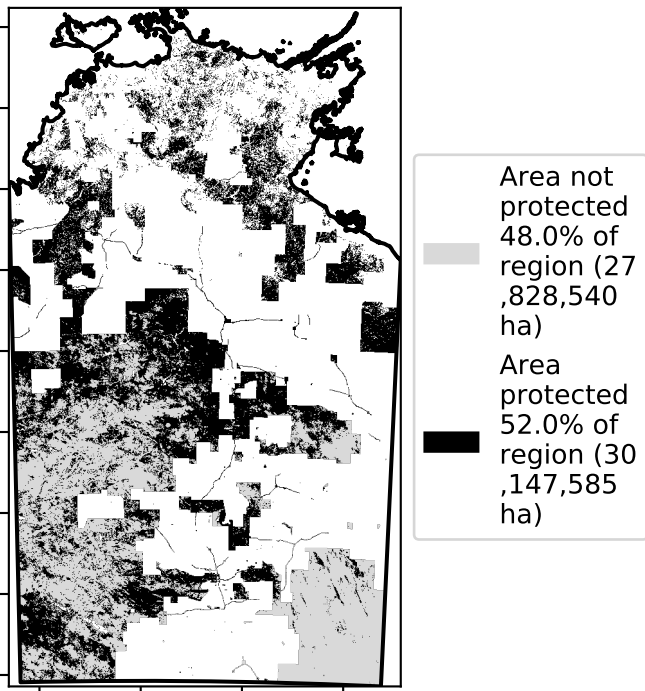 Area not
protected
48.0% of
region (27
,828,540
ha)
Area
protected
52.0% of
region (30
,147,585
ha)